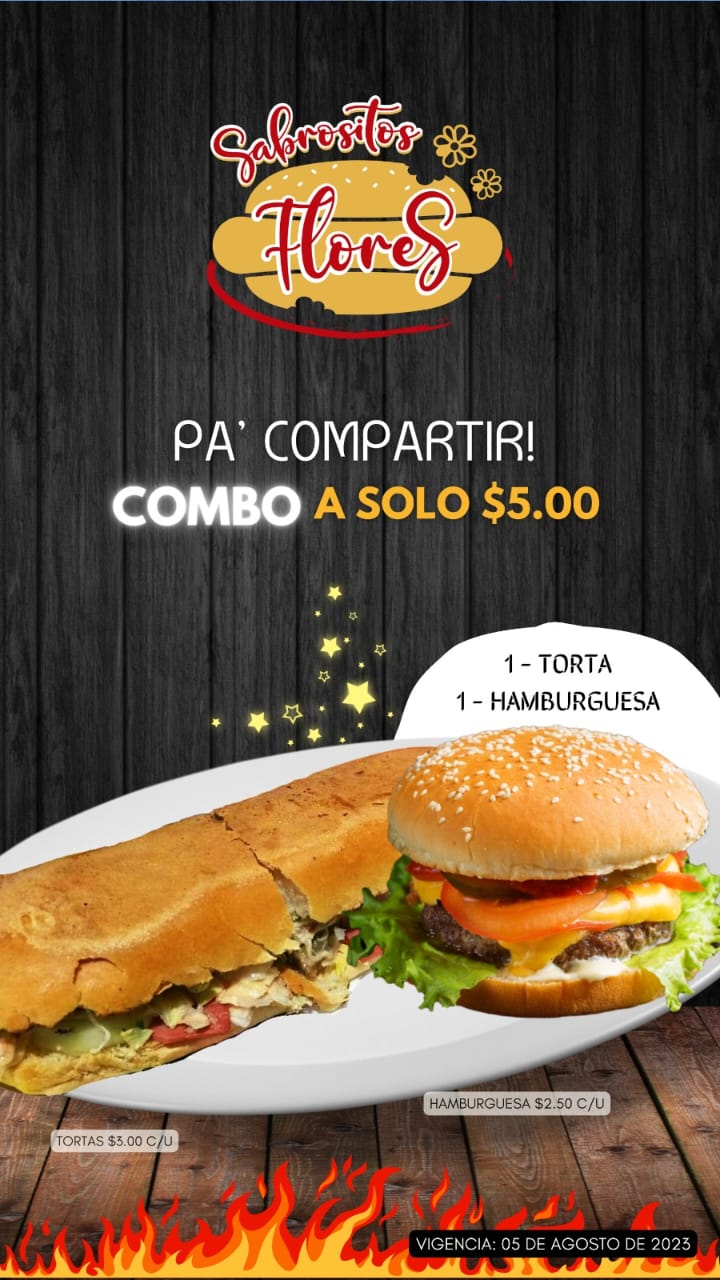 Sabrositos
FloreS
PA' COMPARTIR!
COMBO A SOLO $5.00
1 - TORTA
1 - HAMBURGUESA
HAMBURGUESA $2.50 C/U
TORTAS $3.00 C/U
VIGENCIA: 05 DE AGOSTO DE 2023